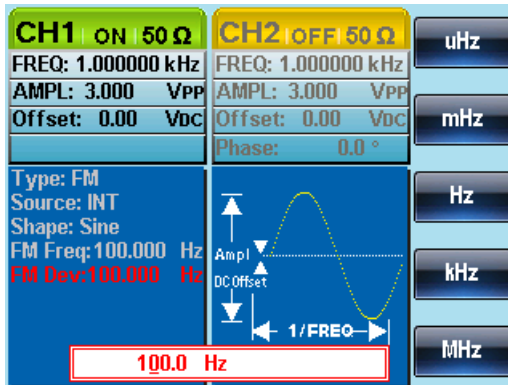 CH1 ON 50 Ω
FREQ: 1.000000 kHz
AMPL: 3.000 VPP
Offset: 0.00 VDC
CH2 OFF 50 Ω
FREQ: 1.000000 kHz
AMPL: 3.000 VPP
Offset: 0.00 VDC
Phase: 0.0 °
Type: FM
Source: INT
Shape: Sine
FM Freq:100.000 Hz
FM Dev:100.000 Hz
Ampl
DC Offset
1/FREQ
100.0 Hz
uHz
mHz
Hz
kHz
MHz